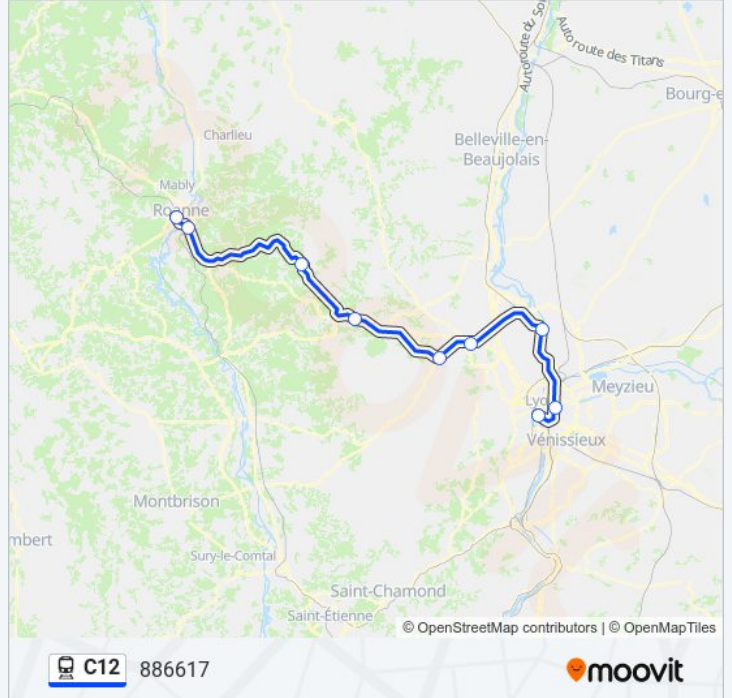 Autoroute du So
Autoroute des Titans
Bourg-e
Charlieu
Belleville-en-
Beaujolais
Mably
Roanne
Meyzieu
Lyo
Vénissieux
Montbrison
mbert
Sury-le-Comtal
Saint-Chamond
Saint-Étienne
© OpenStreetMap contributors | © OpenMapTiles
C12 886617 moovit